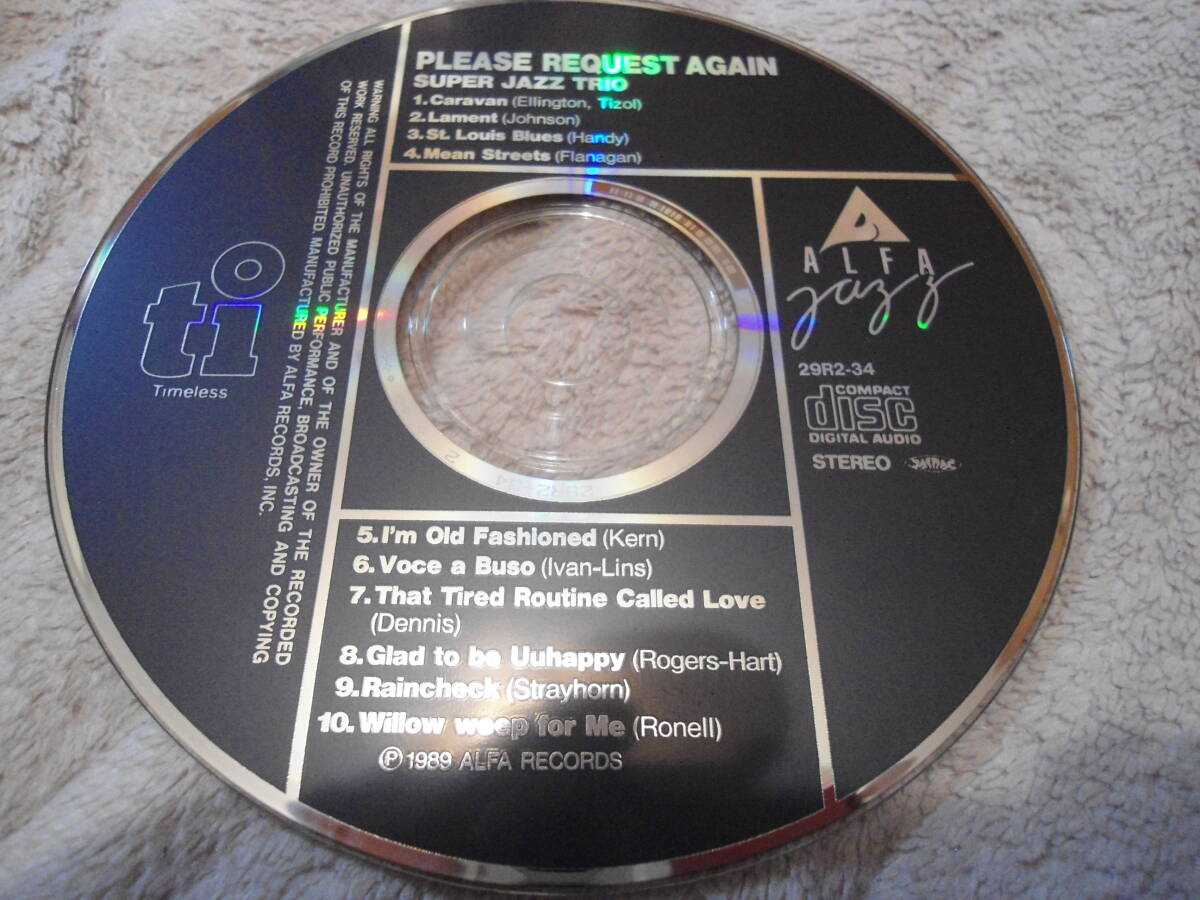 PLEASE REQUEST AGAIN
SUPER JAZZ TRIO
1.Caravan (Ellington, Tizol)
2.Lament (Johnson)
3.St. Louis Blues (Handy)
4.Mean Streets (Flanagan)
WARNING ALL RIGHTS OF THE MANUFACTURER AND OF THE OWNER OF THE RECORDED
WORK RESERVED. UNAUTHORIZED PUBLIC PERFORMANCE, BROADCASTING AND COPYING
OF THIS RECORD PROHIBITED. MANUFACTURED BY ALFA RECORDS, INC.
ti
Timeless
ALFA
jazz
29R2-34
COMPACT
disc
DIGITAL AUDIO
STEREO
5.I'm Old Fashioned (Kern)
6.Voce a Buso (Ivan-Lins)
7.That Tired Routine Called Love
(Dennis)
8.Glad to be Uuhappy (Rogers-Hart)
9.Raincheck (Strayhorn)
10.Willow weep for Me (Ronell)
Ⓟ1989 ALFA RECORDS